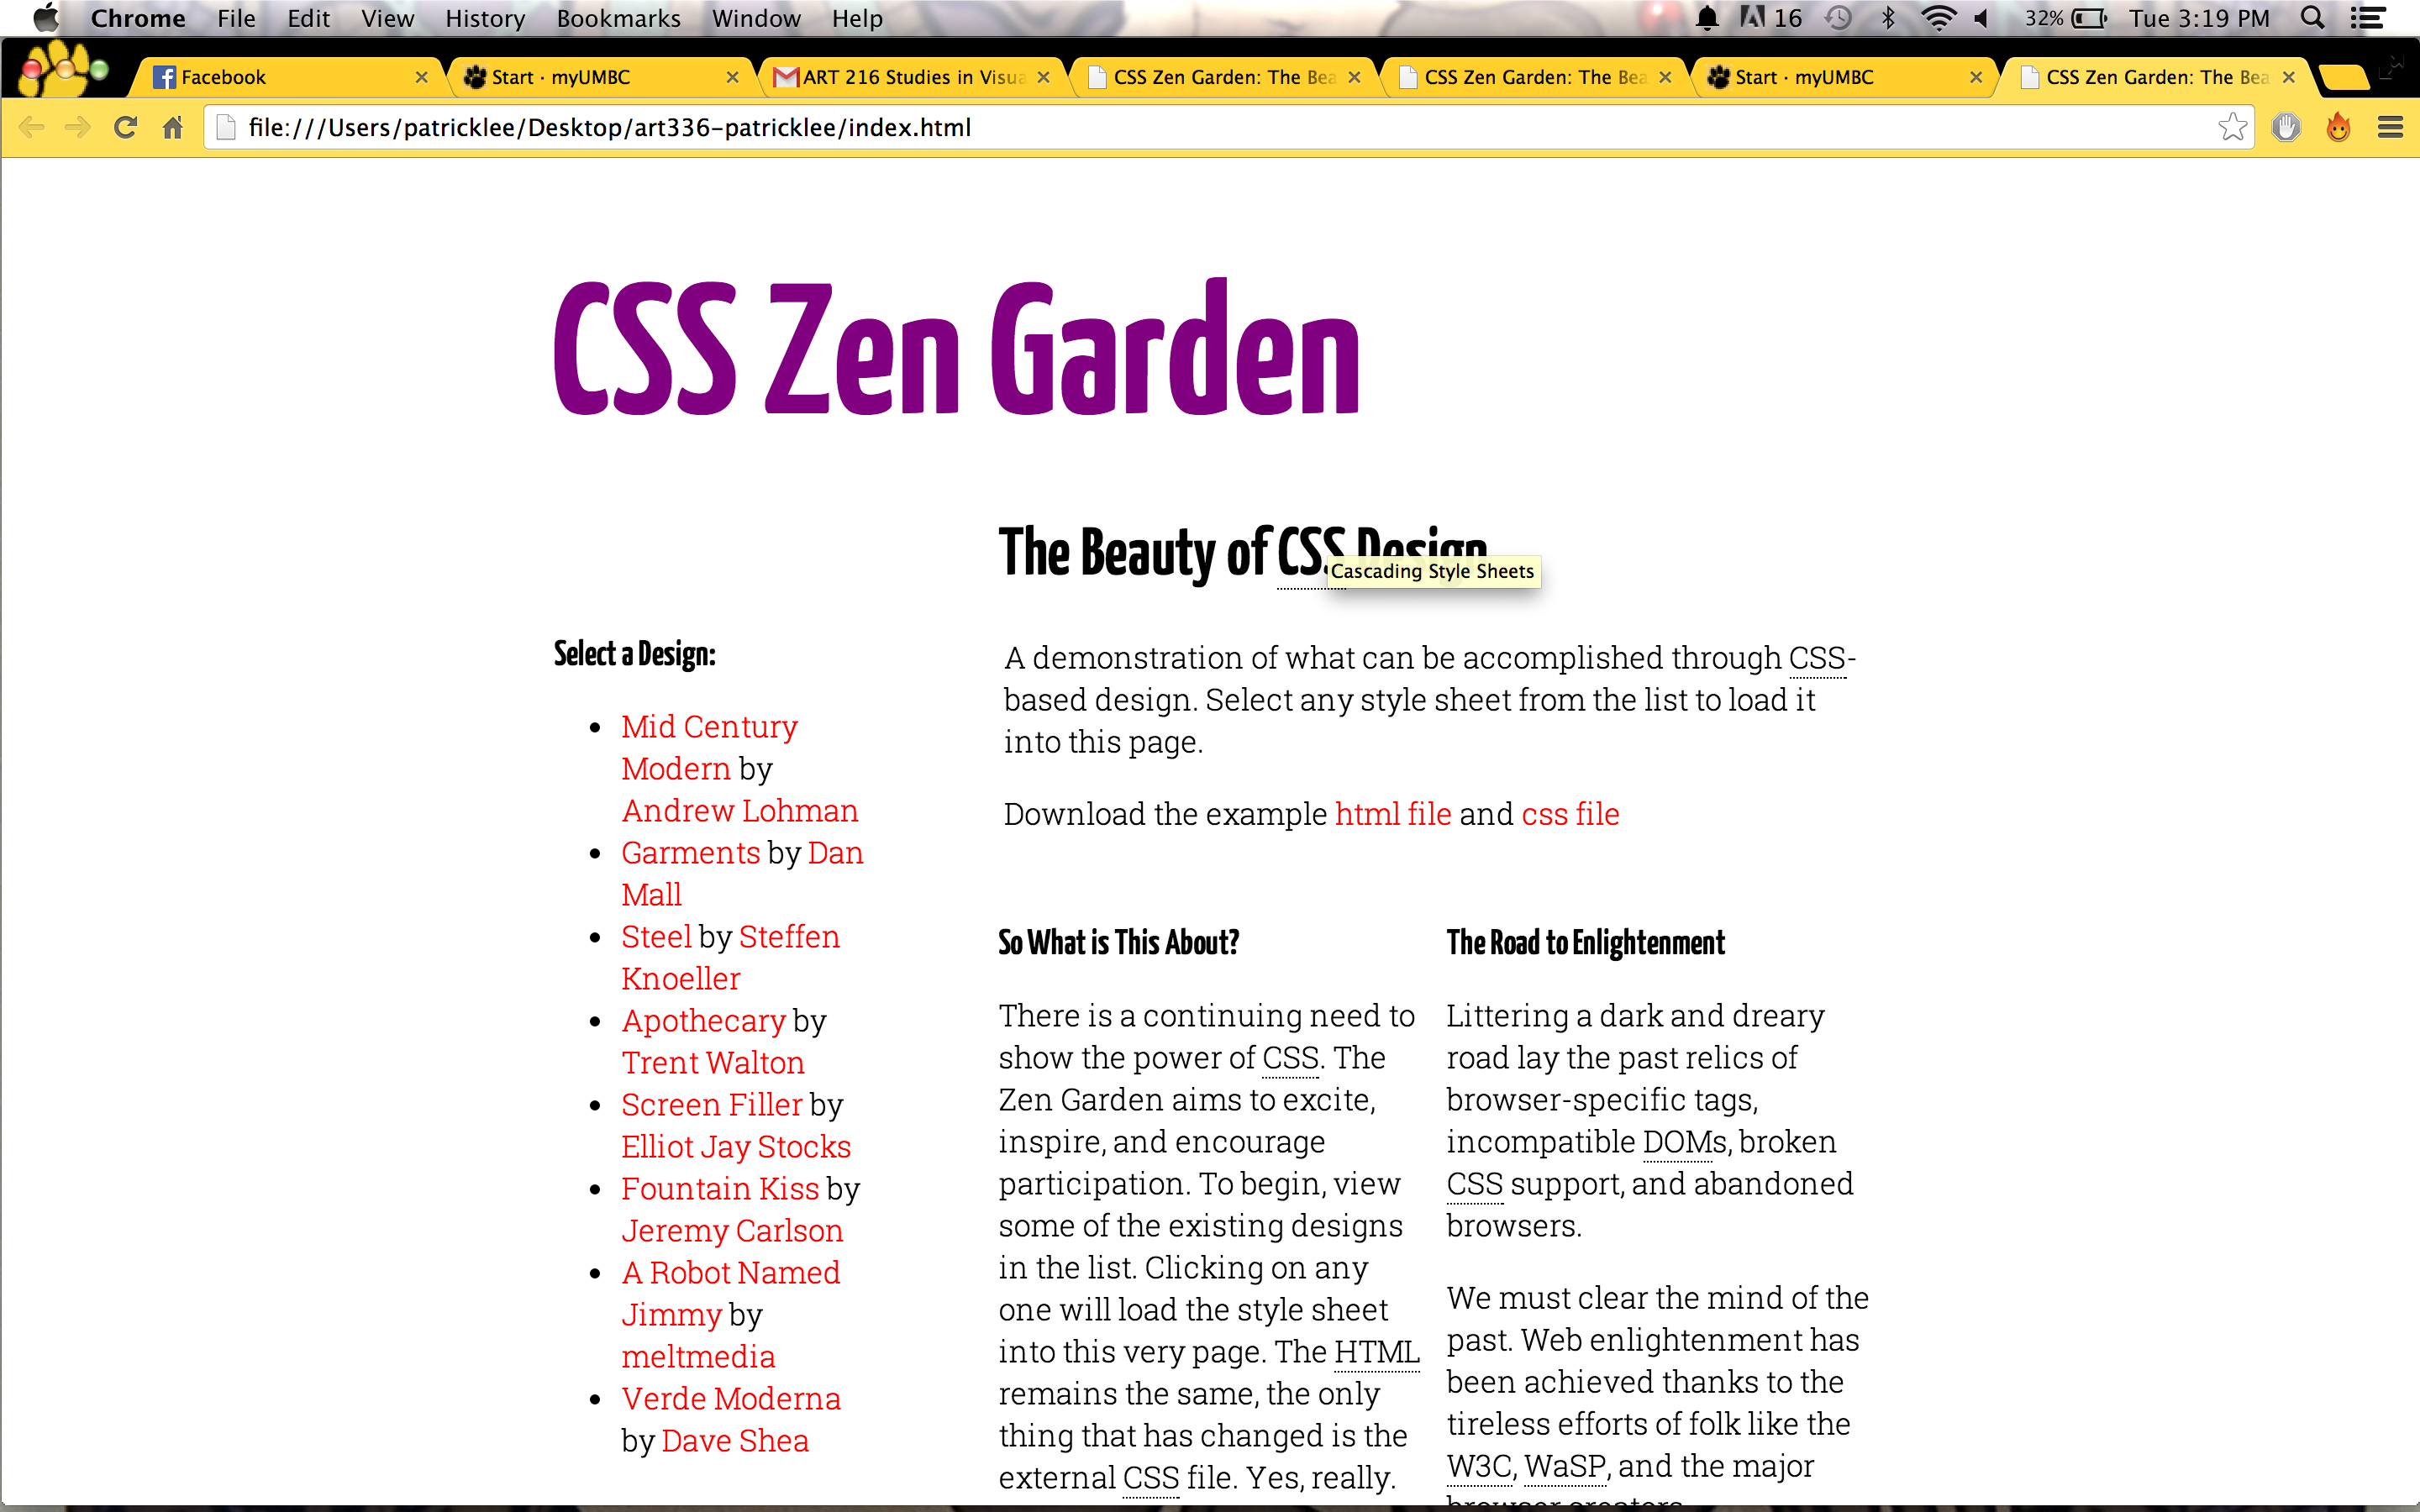 Chrome File Edit View History Bookmarks Window Help 16 32% Tue 3:19 PM
Facebook Start · myUMBC ART 216 Studies in Visua CSS Zen Garden: The Bea CSS Zen Garden: The Bea Start · myUMBC CSS Zen Garden: The Bea
file:///Users/patricklee/Desktop/art336-patricklee/index.html
CSS Zen Garden
The Beauty of CSS Design
Cascading Style Sheets
Select a Design:
Mid Century
Modern by
Andrew Lohman
Garments by Dan
Mall
Steel by Steffen
Knoeller
Apothecary by
Trent Walton
Screen Filler by
Elliot Jay Stocks
Fountain Kiss by
Jeremy Carlson
A Robot Named
Jimmy by
meltmedia
Verde Moderna
by Dave Shea
A demonstration of what can be accomplished through CSS-
based design. Select any style sheet from the list to load it
into this page.
Download the example html file and css file
So What is This About?
There is a continuing need to
show the power of CSS. The
Zen Garden aims to excite,
inspire, and encourage
participation. To begin, view
some of the existing designs
in the list. Clicking on any
one will load the style sheet
into this very page. The HTML
remains the same, the only
thing that has changed is the
external CSS file. Yes, really.
The Road to Enlightenment
Littering a dark and dreary
road lay the past relics of
browser-specific tags,
incompatible DOMs, broken
CSS support, and abandoned
browsers.
We must clear the mind of the
past. Web enlightenment has
been achieved thanks to the
tireless efforts of folk like the
W3C, WaSP, and the major
browser creators.